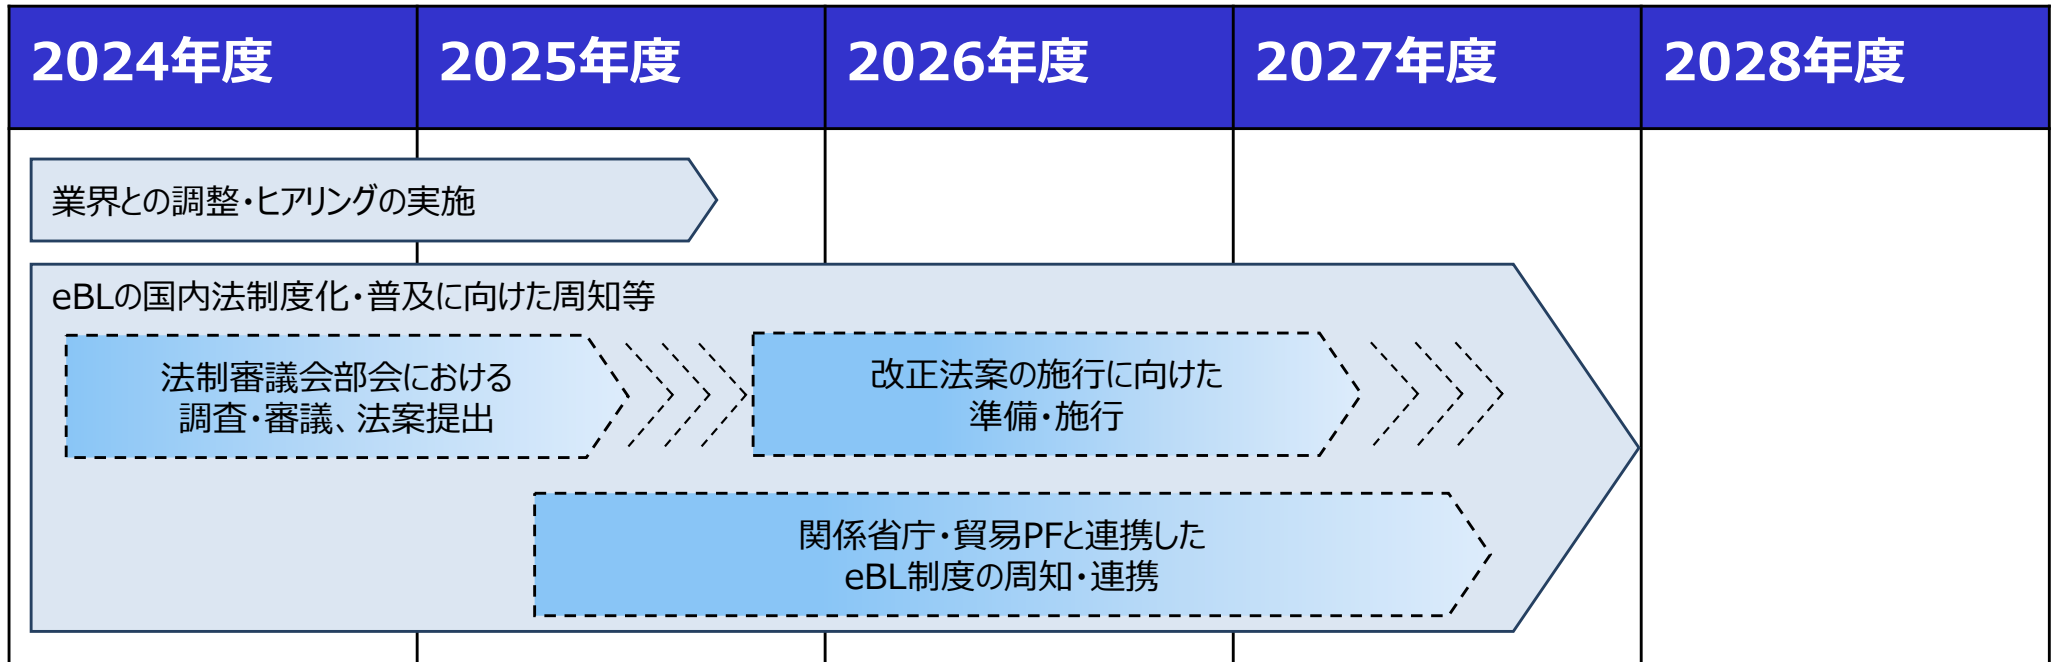 2024年度
2025年度
2026年度
2027年度
2028年度
業界との調整・ヒアリングの実施
eBLの国内法制度化・普及に向けた周知等
法制審議会部会における
調査・審議、法案提出
改正法案の施行に向けた
準備・施行
関係省庁・貿易PFと連携した
eBL制度の周知・連携